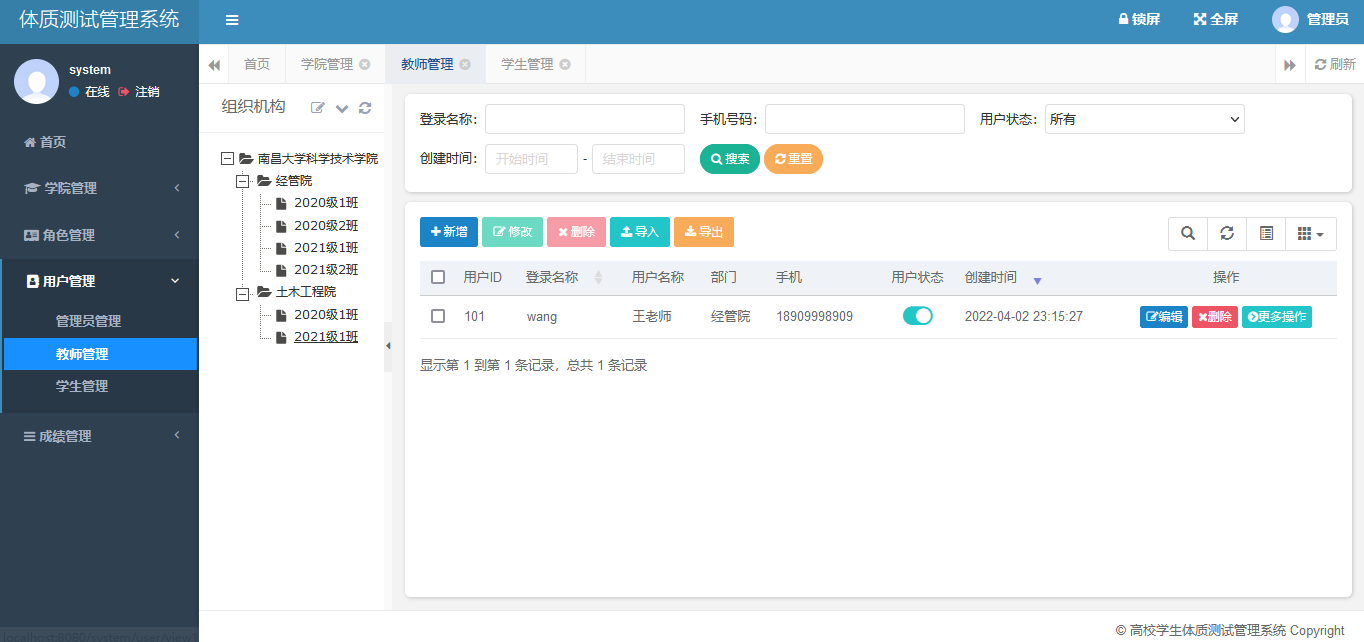 体质测试管理系统
锁屏 全屏 管理员
system
在线 注销
首页
学院管理
角色管理
用户管理
管理员管理
教师管理
学生管理
成绩管理
首页 学院管理 教师管理 学生管理 刷新
组织机构
南昌大学科学技术学院
经管院
2020级1班
2020级2班
2021级1班
2021级2班
土木工程院
2020级1班
2021级1班
登录名称： 手机号码： 用户状态： 所有
创建时间： 开始时间 - 结束时间 搜索 重置
新增 修改 删除 导入 导出
用户ID 登录名称 用户名称 部门 手机 用户状态 创建时间 操作
101 wang 王老师 经管院 18909998909 2022-04-02 23:15:27 编辑 删除 更多操作
显示第 1 到第 1 条记录，总共 1 条记录
© 高校学生体质测试管理系统 Copyright